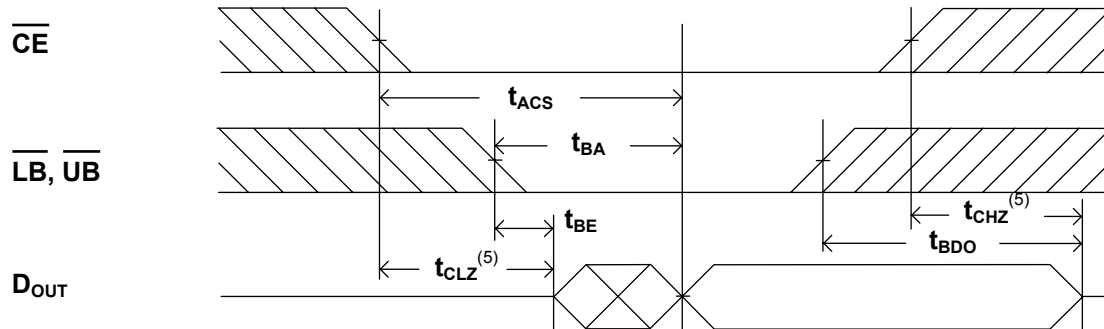 CE
tACS
LB, UB
tBA
tCHZ(5)
tBE
tBDO
tCLZ(5)
DOUT